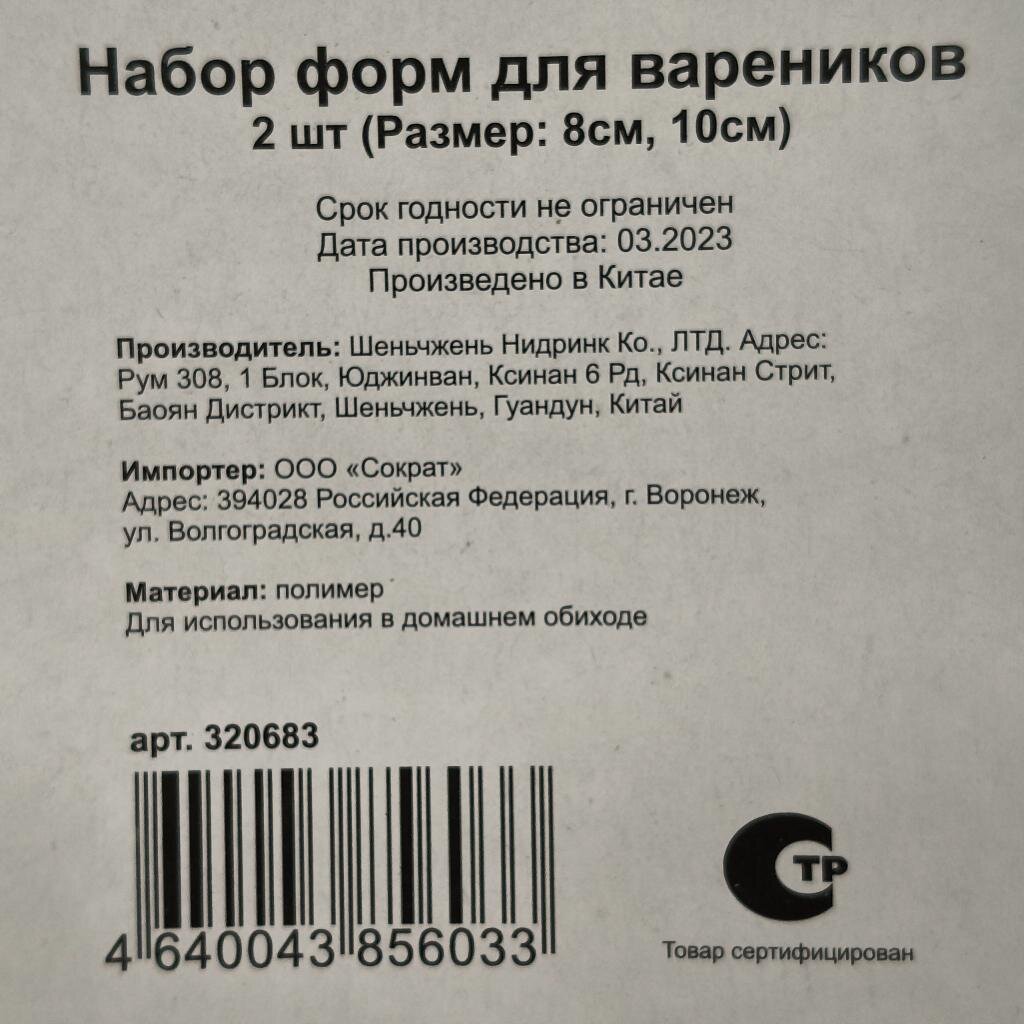 Набор форм для вареников
2 шт (Размер: 8см, 10см)
Срок годности не ограничен
Дата производства: 03.2023
Произведено в Китае
Производитель: Шеньчжень Нидринк Ко., ЛТД. Адрес:
Рум 308, 1 Блок, Юджинван, Ксинан 6 Рд, Ксинан Стрит,
Баоян Дистрикт, Шеньчжень, Гуандун, Китай
Импортер: ООО «Сократ»
Адрес: 394028 Российская Федерация, г. Воронеж,
ул. Волгоградская, д.40
Материал: полимер
Для использования в домашнем обиходе
арт. 320683
4 640043 856033
СТР
Товар сертифицирован